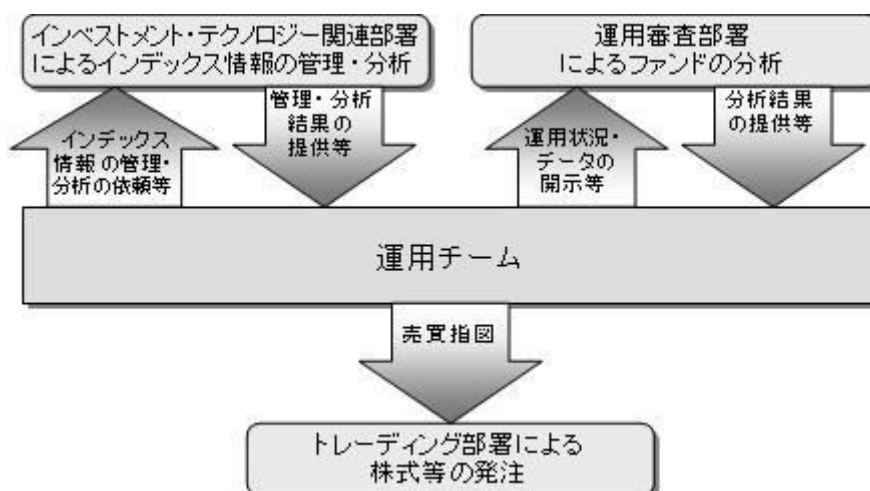 インベストメント・テクノロジー関連部署
によるインデックス情報の管理・分析
運用審査部署
によるファンドの分析
インデックス
情報の管理・
分析の依頼等
管理・分析
結果の
提供等
運用状況・
データの
開示等
分析結果
の提供等
運用チーム
売買指図
トレーディング部署による
株式等の発注